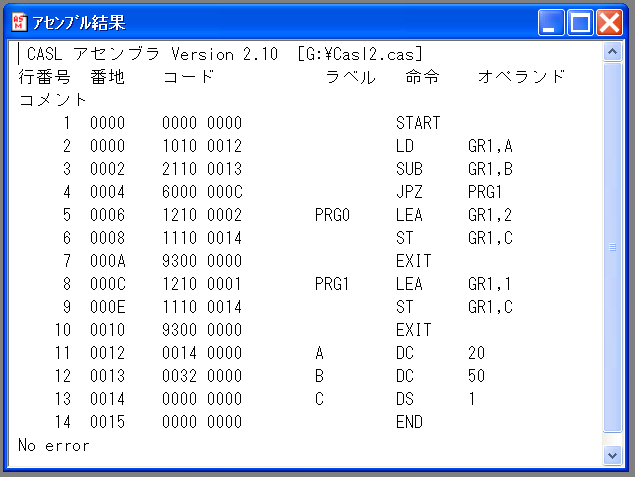 アセンブル結果
CASL アセンブラ Version 2.10  [G:¥Casl2.cas]
行番号 番地 コード ラベル 命令 オペランド
コメント
1 0000 0000 0000 START
2 0000 1010 0012 LD GR1,A
3 0002 2110 0013 SUB GR1,B
4 0004 6000 000C JPZ PRG1
5 0006 1210 0002 PRG0 LEA GR1,2
6 0008 1110 0014 ST GR1,C
7 000A 9300 0000 EXIT
8 000C 1210 0001 PRG1 LEA GR1,1
9 000E 1110 0014 ST GR1,C
10 0010 9300 0000 EXIT
11 0012 0014 0000 A DC 20
12 0013 0032 0000 B DC 50
13 0014 0000 0000 C DS 1
14 0015 0000 0000 END
No error